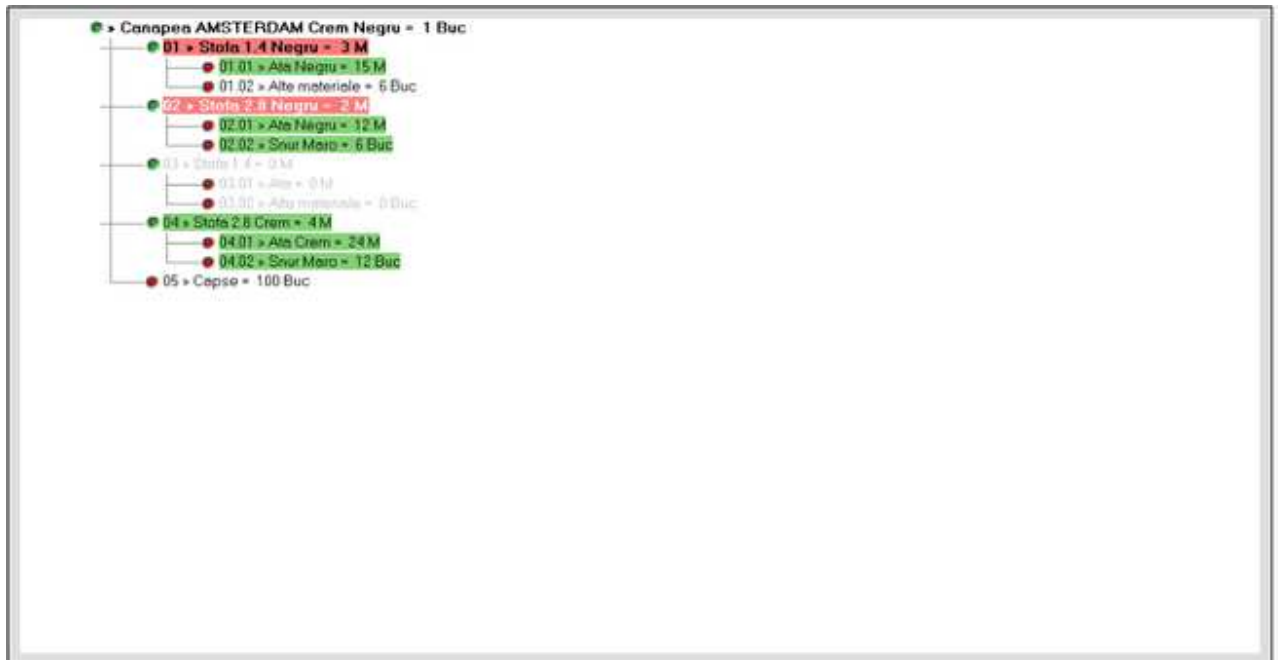 » Canapea AMSTERDAM Crem Negru = 1 Buc
01 » Stofa 1.4 Negru = 3 M
01.01 » Ata Negru = 15 M
01.02 » Alte materiale = 6 Buc
02 » Stofa 2.8 Negru = 2 M
02.01 » Ata Negru = 12 M
02.02 » Snur Maro = 6 Buc
03 » Stofa 1.4 = 0 M
03.01 » Ata = 0 M
» Alte materiale = 0 Buc
04 » Stofa 2.8 Crem = 4 M
04.01 » Ata Crem = 24 M
04.02 » Snur Maro = 12 Buc
05 » Capse = 100 Buc